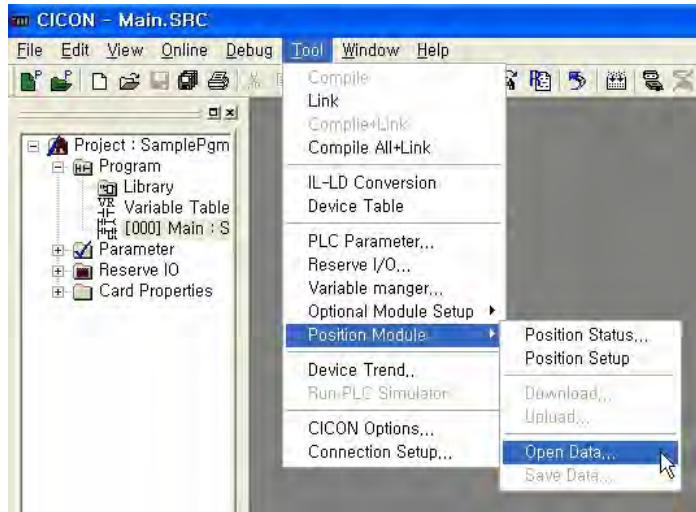 CICON - Main.SRC
File Edit View Online Debug Tool Window Help
Compile
Link
Complie+Link
Compile All+Link
IL-LD Conversion
Device Table
PLC Parameter...
Reserve I/O...
Variable manger...
Optional Module Setup
Position Module
Device Trend..
Run PLC Simulator
CICON Options...
Connection Setup...
Position Status...
Position Setup
Download...
Upload...
Open Data...
Save Data...
Project : SamplePgm
Program
Library
Variable Table
[000] Main : S
Parameter
Reserve IO
Card Properties